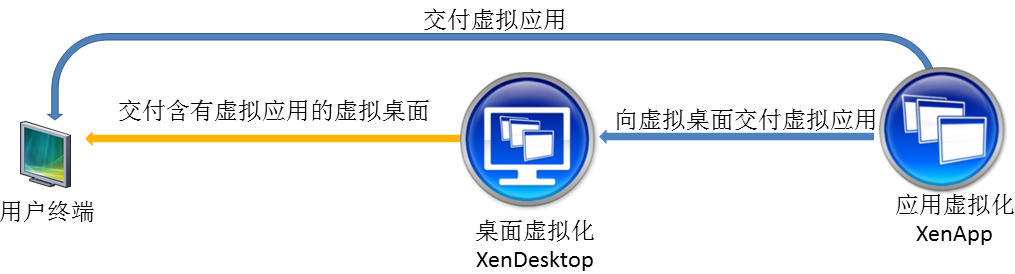 交付虚拟应用
交付含有虚拟应用的虚拟桌面
向虚拟桌面交付虚拟应用
用户终端
桌面虚拟化
XenDesktop
应用虚拟化
XenApp